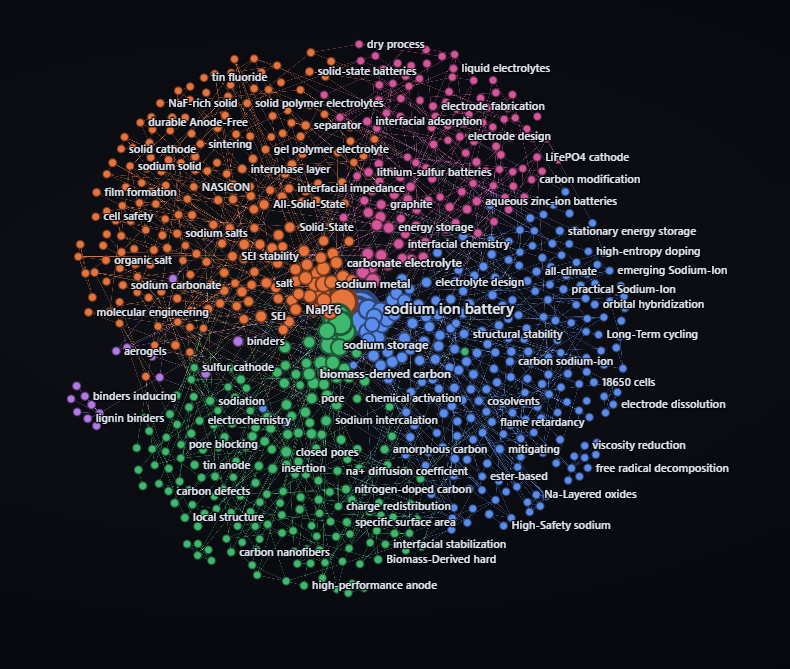 dry process
liquid electrolytes
solid-state batteries
tin fluoride
NaF-rich solid
solid polymer electrolytes
electrode fabrication
durable Anode-Free
separator
interfacial adsorption
electrode design
solid cathode
sintering
gel polymer electrolyte
LiFePO4 cathode
sodium solid
interphase layer
lithium-sulfur batteries
carbon modification
film formation
NASICON
interfacial impedance
All-Solid-State
graphite
aqueous zinc-ion batteries
cell safety
sodium salts
Solid-State
energy storage
stationary energy storage
interfacial chemistry
high-entropy doping
organic salt
SEI stability
carbonate electrolyte
all-climate
emerging Sodium-Ion
sodium carbonate
salt
sodium metal
electrolyte design
practical Sodium-Ion
orbital hybridization
molecular engineering
SEI
NaPF6
sodium ion battery
structural stability
Long-Term cycling
binders
sodium storage
aerogels
sulfur cathode
biomass-derived carbon
carbon sodium-ion
18650 cells
binders inducing
sodiation
pore
chemical activation
cosolvents
electrode dissolution
lignin binders
electrochemistry
sodium intercalation
flame retardancy
pore blocking
closed pores
amorphous carbon
mitigating
viscosity reduction
tin anode
insertion
na+ diffusion coefficient
ester-based
free radical decomposition
carbon defects
nitrogen-doped carbon
Na-Layered oxides
charge redistribution
local structure
specific surface area
High-Safety sodium
carbon nanofibers
interfacial stabilization
Biomass-Derived hard
high-performance anode